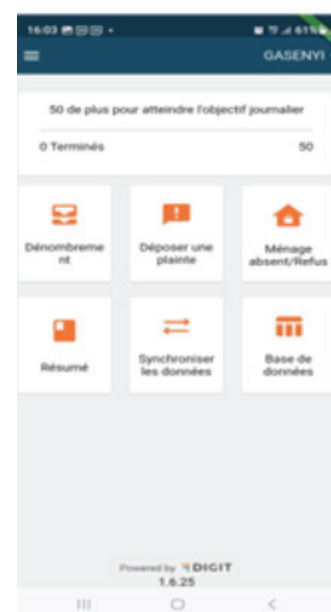 16:03
61%
GASENYI
50 de plus pour atteindre l'objectif journalier
0 Terminés 50
Dénombreme
nt
Déposer une
plainte
Ménage
absent/Refus
Résumé
Synchroniser
les données
Base de
données
Powered by DIGIT
1.6.25